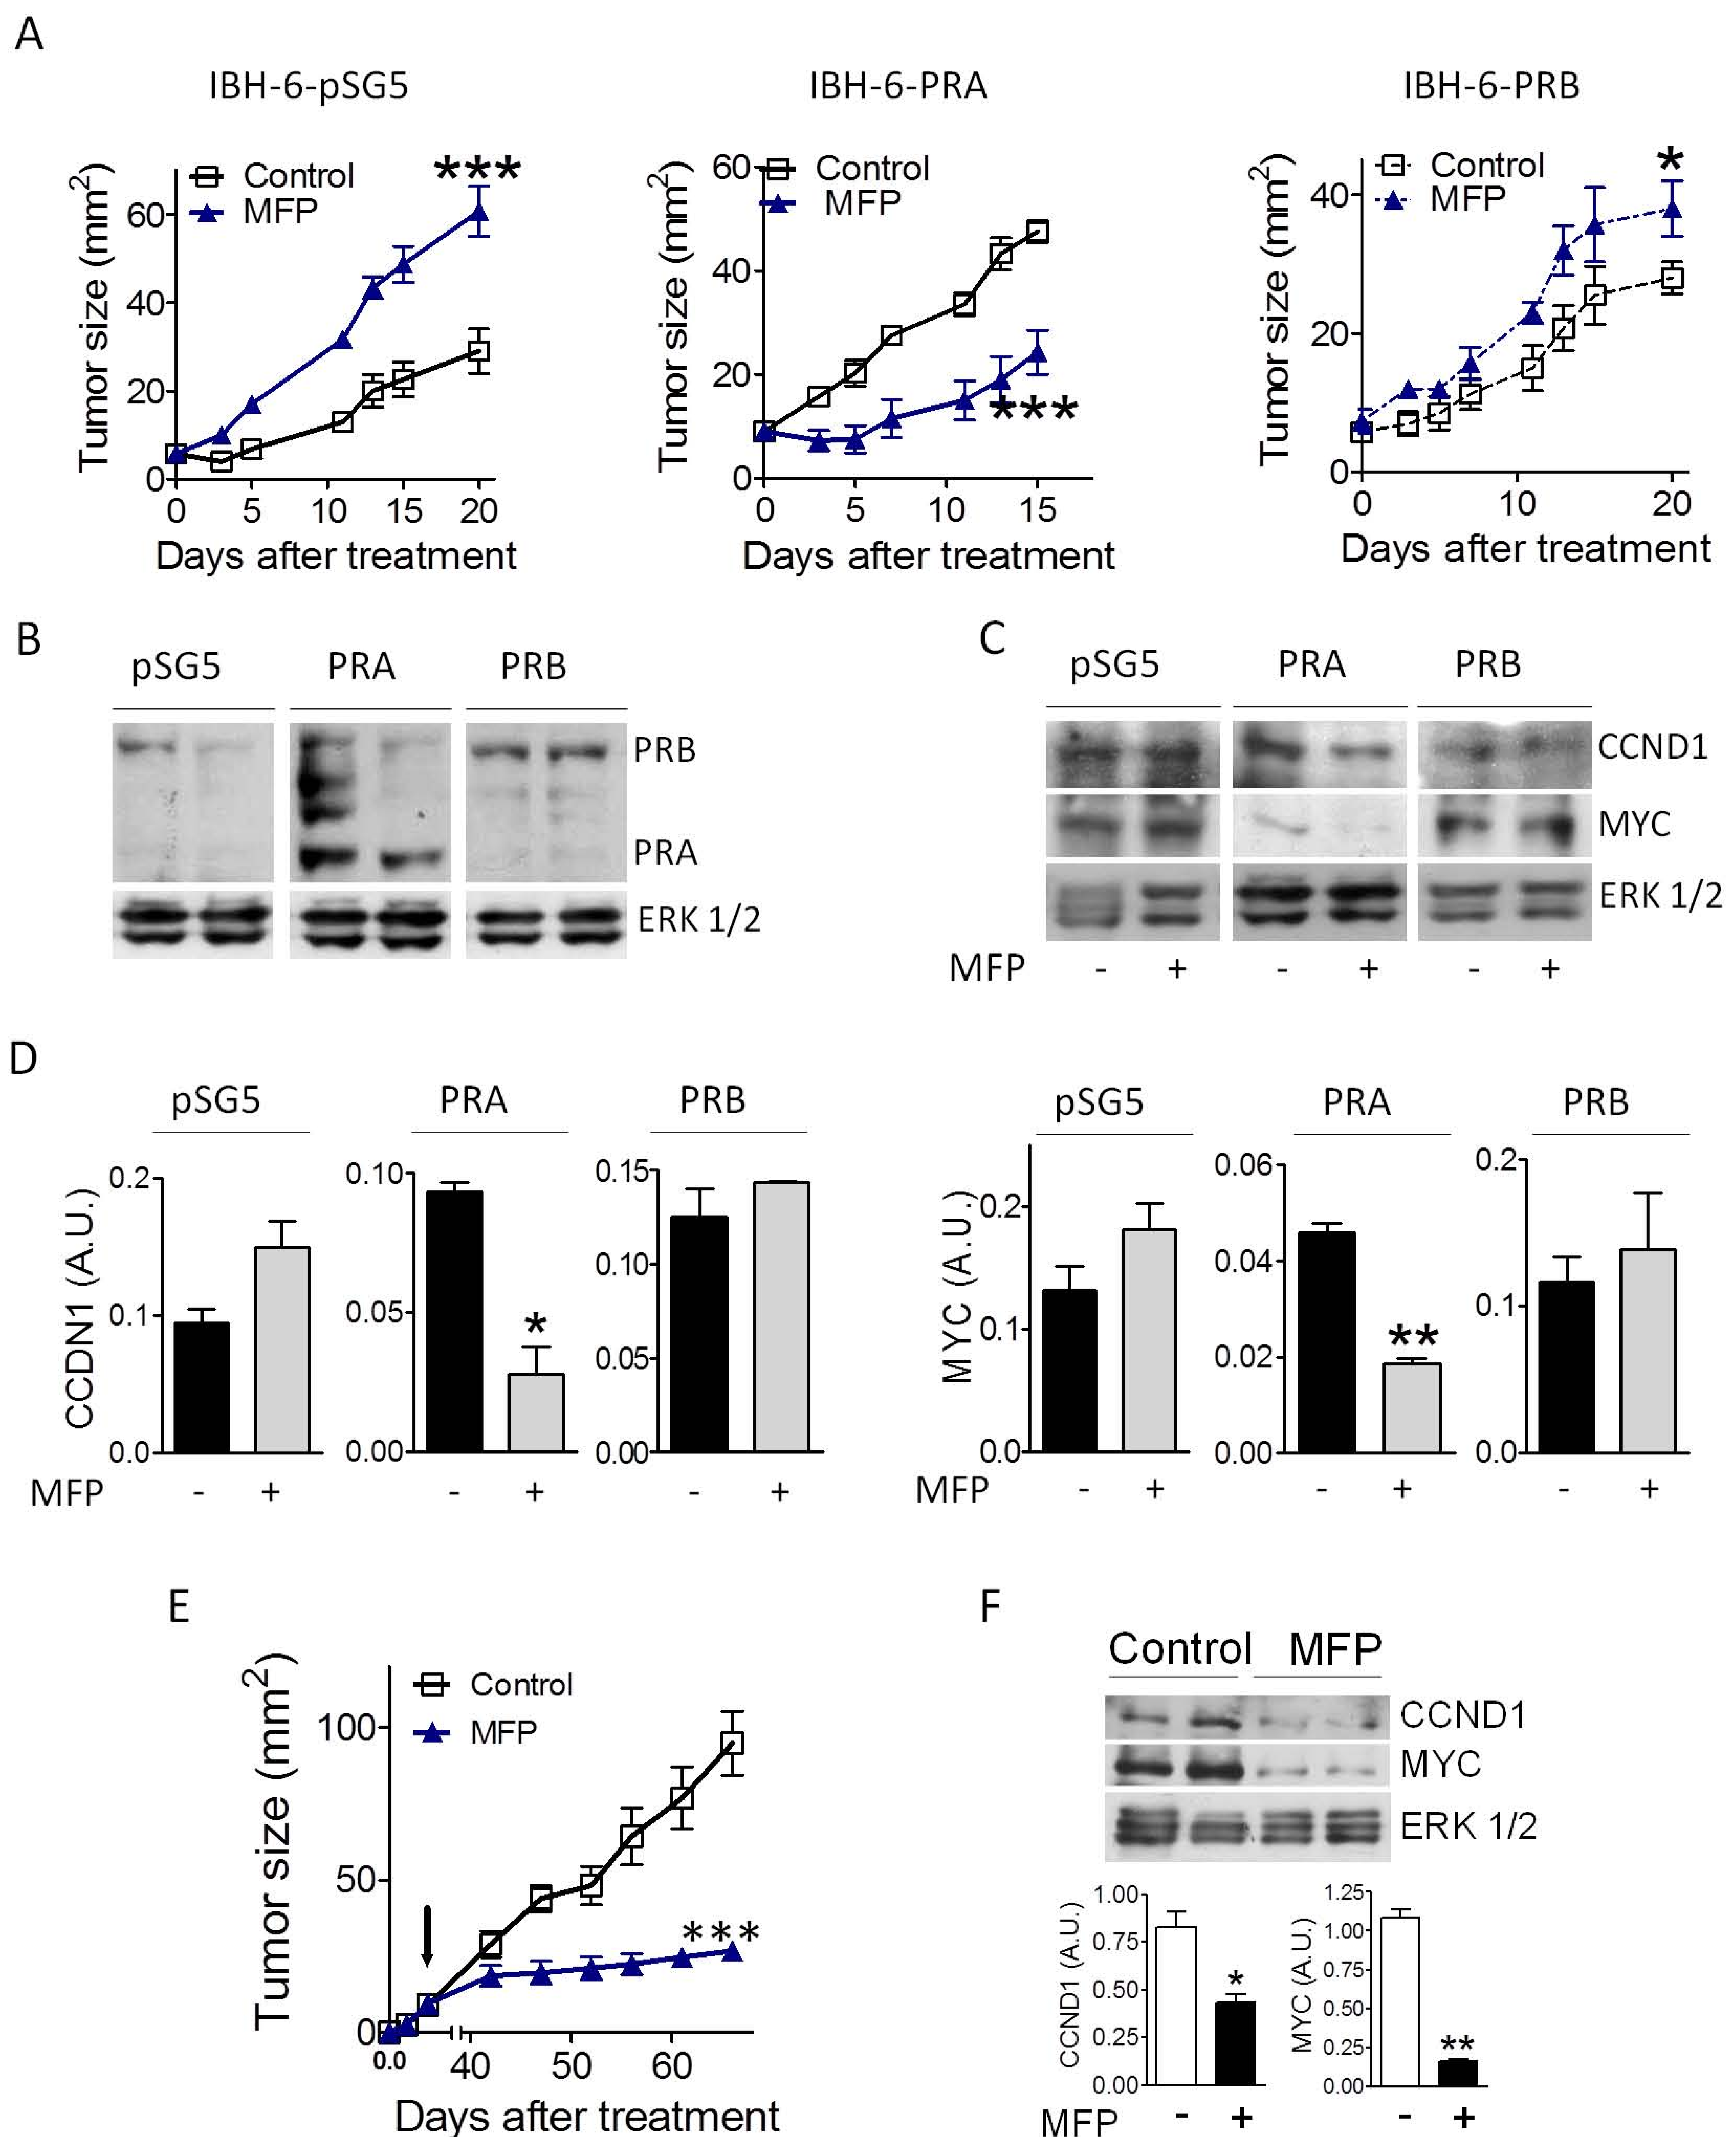 A
IBH-6-pSG5
IBH-6-PRA
IBH-6-PRB
Tumor size (mm²)
60
40
20
0
Control
MFP
***
0 5 10 15 20
Days after treatment
Tumor size (mm²)
60
40
20
0
Control
MFP
***
0 5 10 15
Days after treatment
Tumor size (mm²)
40
20
0
Control
MFP
*
0 10 20
Days after treatment
B
pSG5 PRA PRB
PRB
PRA
ERK 1/2
C
pSG5 PRA PRB
CCND1
MYC
ERK 1/2
MFP - + - + - +
D
pSG5 PRA PRB
CCDN1 (A.U.)
0.2
0.1
0.0
0.10
0.05
0.00
*
0.15
0.10
0.05
0.00
MFP - + - + - +
pSG5 PRA PRB
MYC (A.U.)
0.2
0.1
0.0
0.06
0.04
0.02
0.00
**
0.2
0.1
0.0
MFP - + - + - +
E
Tumor size (mm²)
100
50
0
Control
MFP
***
0.0 40 50 60
Days after treatment
F
Control MFP
CCND1
MYC
ERK 1/2
CCND1 (A.U.)
1.00
0.75
0.50
0.25
0.00
*
MYC (A.U.)
1.25
1.00
0.75
0.50
0.25
0.00
**
MFP - + - +